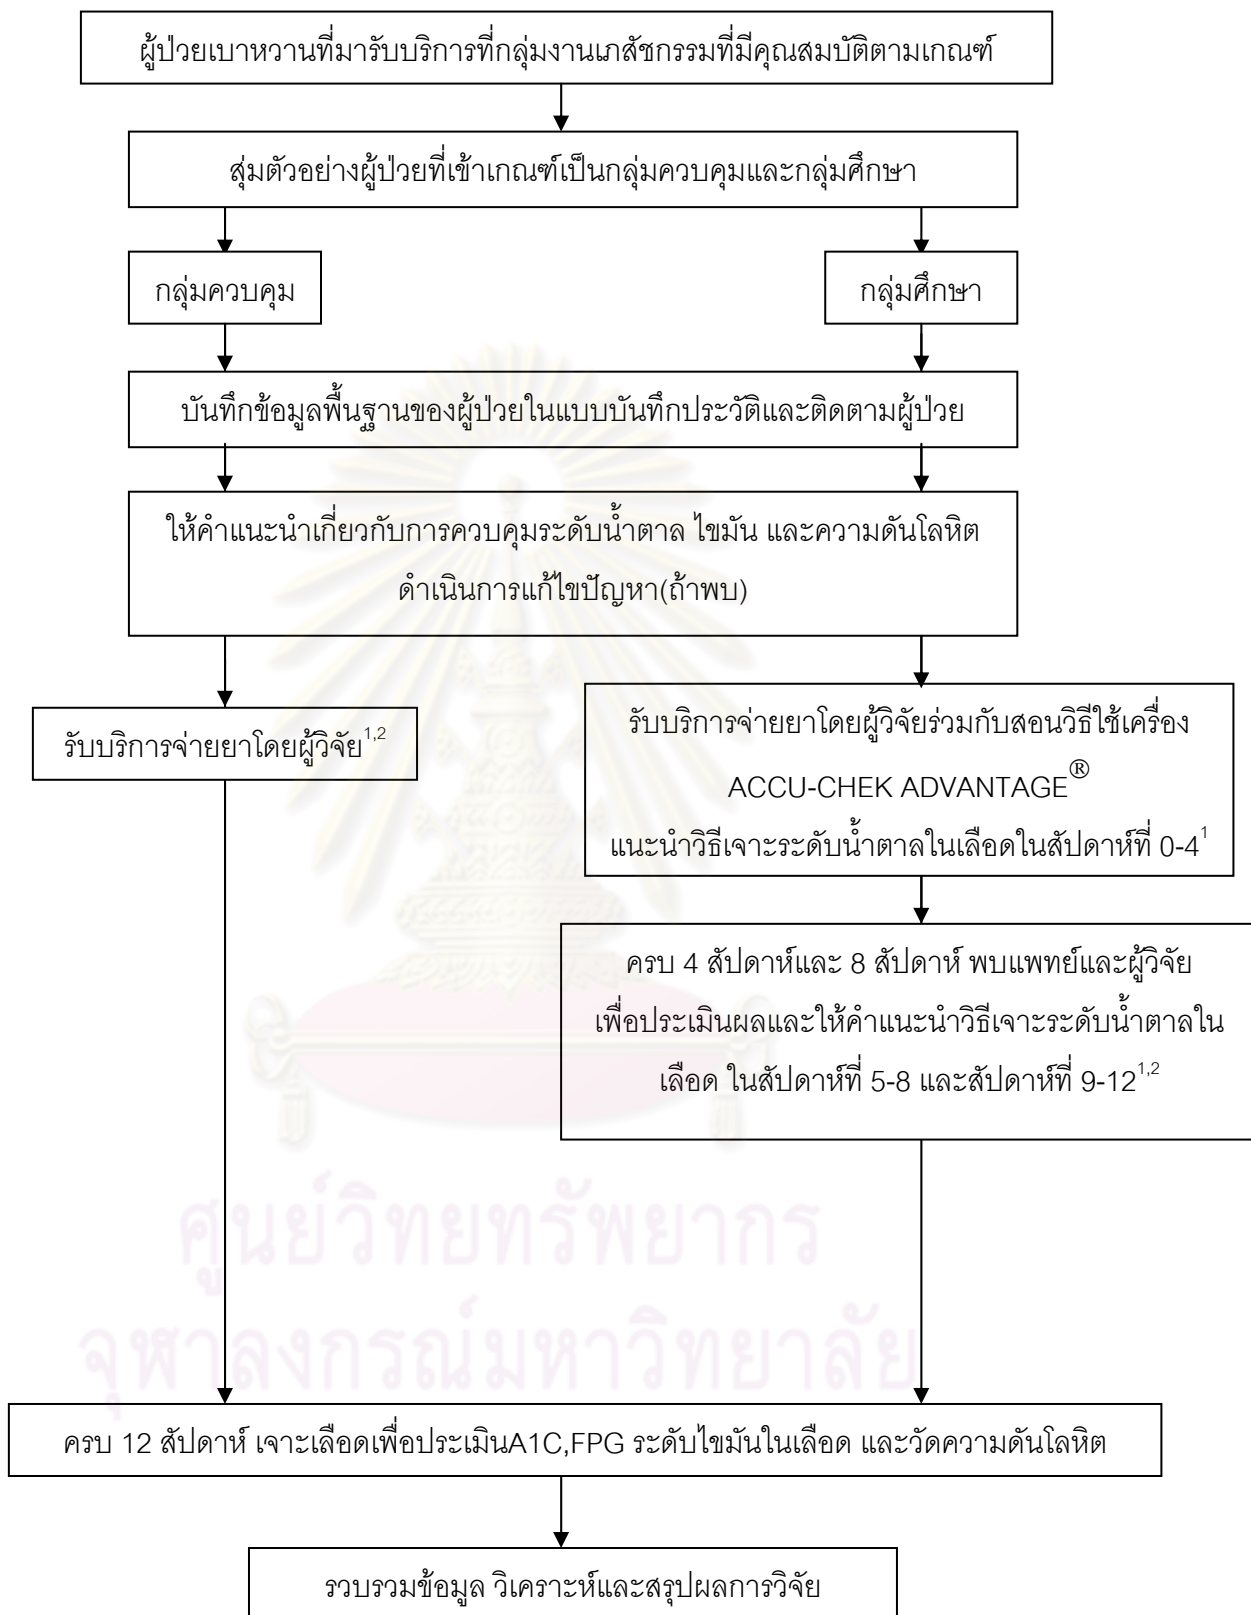 ผู้ป่วยเบาหวานที่มารับบริการที่กลุ่มงานเภสัชกรรมที่มีคุณสมบัติตามเกณฑ์
สุ่มตัวอย่างผู้ป่วยที่เข้าเกณฑ์เป็นกลุ่มควบคุมและกลุ่มศึกษา
กลุ่มควบคุม
กลุ่มศึกษา
บันทึกข้อมูลพื้นฐานของผู้ป่วยในแบบบันทึกประวัติและติดตามผู้ป่วย
ให้คำแนะนำเกี่ยวกับการควบคุมระดับน้ำตาล ไขมัน และความดันโลหิต
ดำเนินการแก้ไขปัญหา(ถ้าพบ)
รับบริการจ่ายยาโดยผู้วิจัย1,2
รับบริการจ่ายยาโดยผู้วิจัยร่วมกับสอนวิธีใช้เครื่อง
ACCU-CHEK ADVANTAGE®
แนะนำวิธีเจาะระดับน้ำตาลในเลือดในสัปดาห์ที่ 0-41
ครบ 4 สัปดาห์และ 8 สัปดาห์ พบแพทย์และผู้วิจัย
เพื่อประเมินผลและให้คำแนะนำวิธีเจาะระดับน้ำตาลใน
เลือด ในสัปดาห์ที่ 5-8 และสัปดาห์ที่ 9-121,2
ศูนย์วิทยทรัพยากร
จุฬาลงกรณ์มหาวิทยาลัย
ครบ 12 สัปดาห์ เจาะเลือดเพื่อประเมินA1C,FPG ระดับไขมันในเลือด และวัดความดันโลหิต
รวบรวมข้อมูล วิเคราะห์และสรุปผลการวิจัย